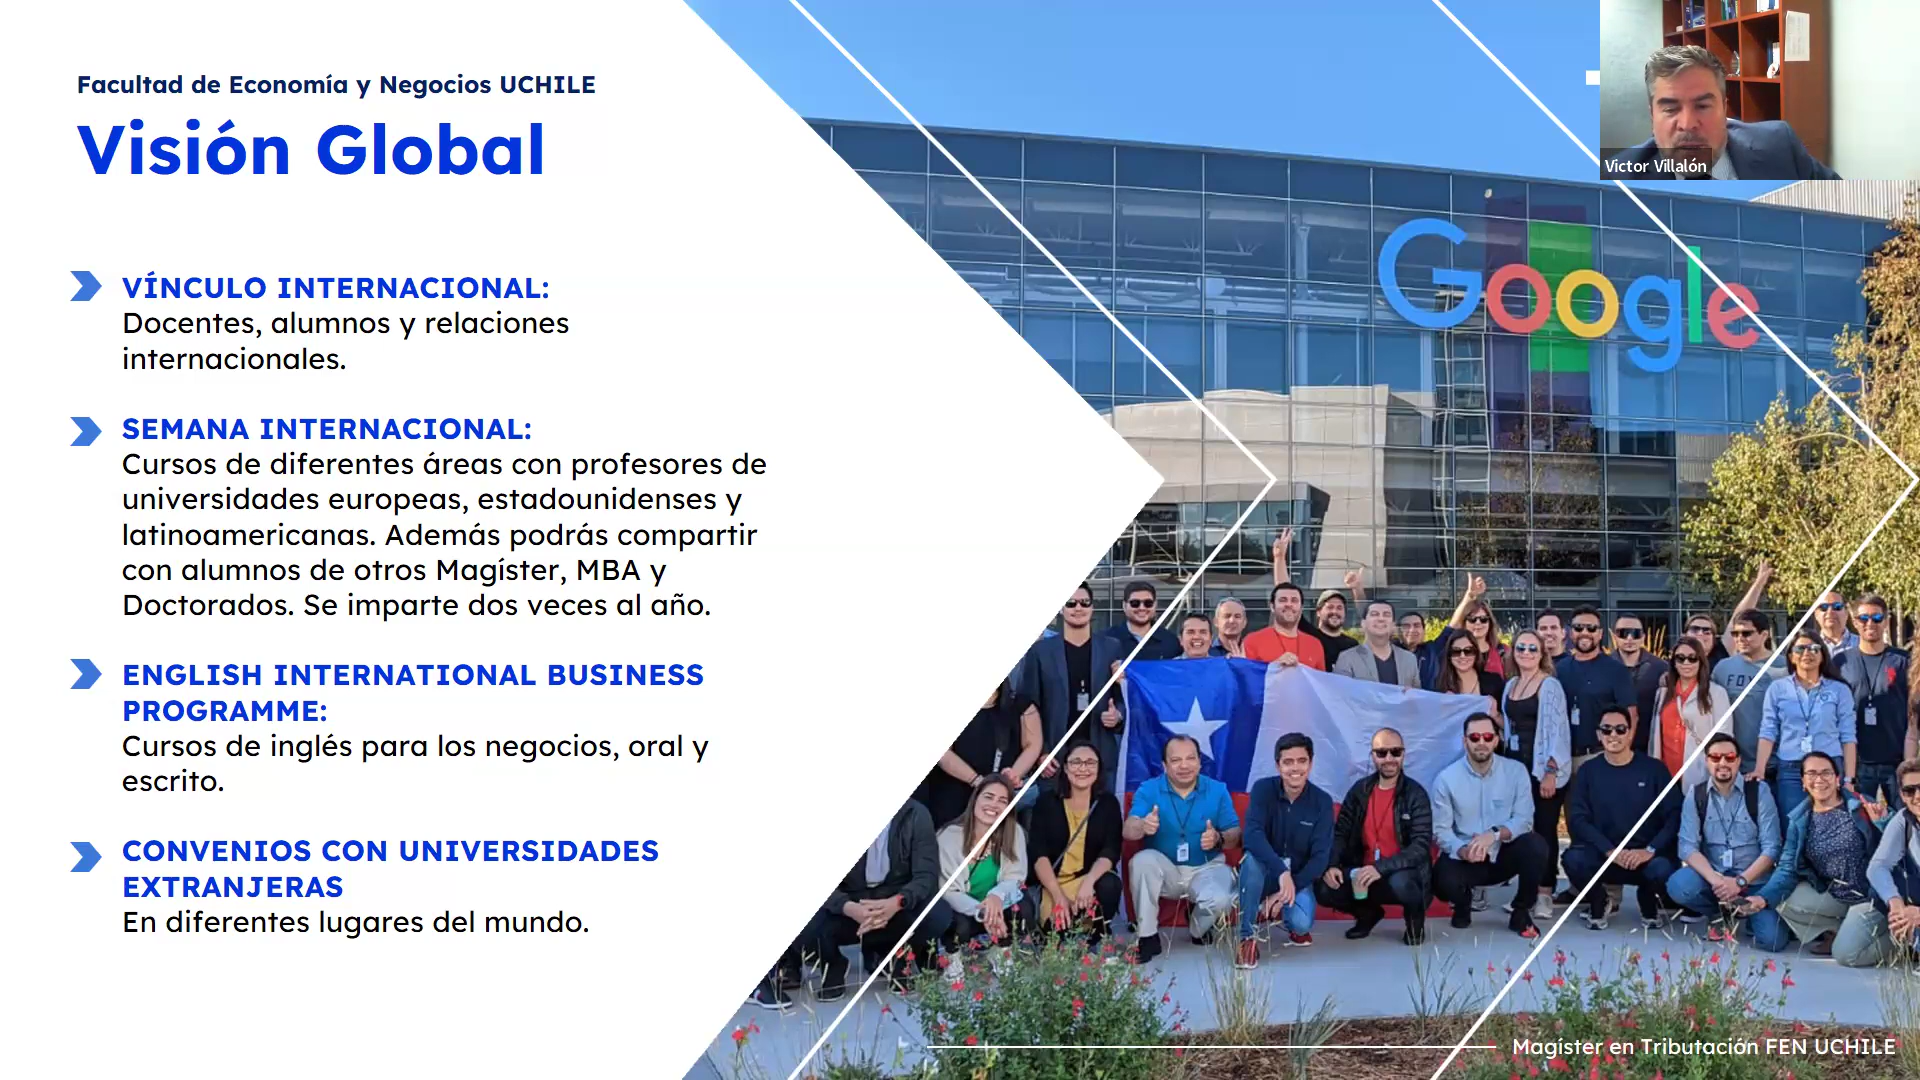 Facultad de Economía y Negocios UCHILE
Visión Global
VÍNCULO INTERNACIONAL:
Docentes, alumnos y relaciones
internacionales.
SEMANA INTERNACIONAL:
Cursos de diferentes áreas con profesores de
universidades europeas, estadounidenses y
latinoamericanas. Además podrás compartir
con alumnos de otros Magíster, MBA y
Doctorados. Se imparte dos veces al año.
ENGLISH INTERNATIONAL BUSINESS
PROGRAMME:
Cursos de inglés para los negocios, oral y
escrito.
CONVENIOS CON UNIVERSIDADES
EXTRANJERAS
En diferentes lugares del mundo.
Victor Villalón
Google
FOX
Magíster en Tributación FEN UCHILE